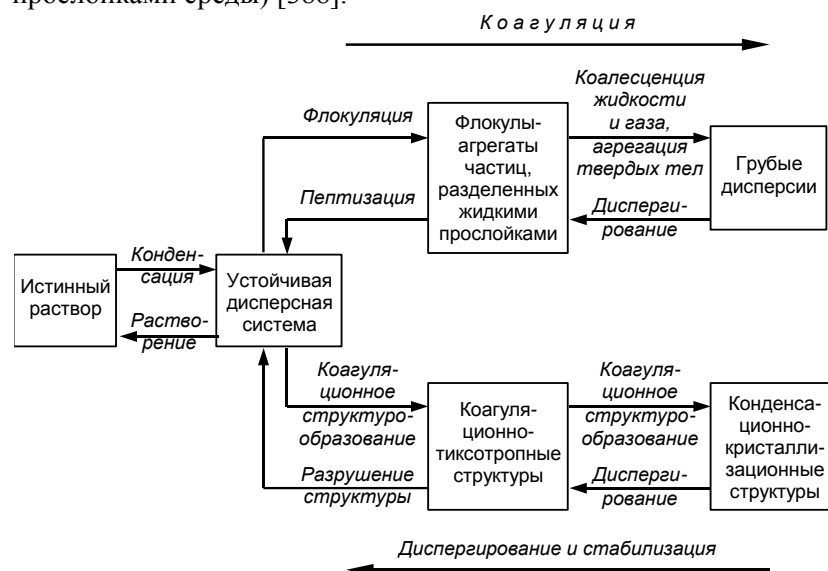 прослойками среды) [566].
Коагуляция
Флокуляция
Пептизация
Флокулы-
агрегаты
частиц,
разделенных
жидкими
прослойками
Коалесценция
жидкости
и газа,
агрегация
твердых тел
Дисперги-
рование
Грубые
дисперсии
Истинный
раствор
Конден-
сация
Раство-
рение
Устойчивая
дисперсная
система
Коагуля-
ционное
структуро-
образование
Разрушение
структуры
Коагуля-
ционно-
тиксотропные
структуры
Коагуля-
ционное
структуро-
образование
Дисперги-
рование
Конденса-
ционно-
кристалли-
зационные
структуры
Диспергирование и стабилизация